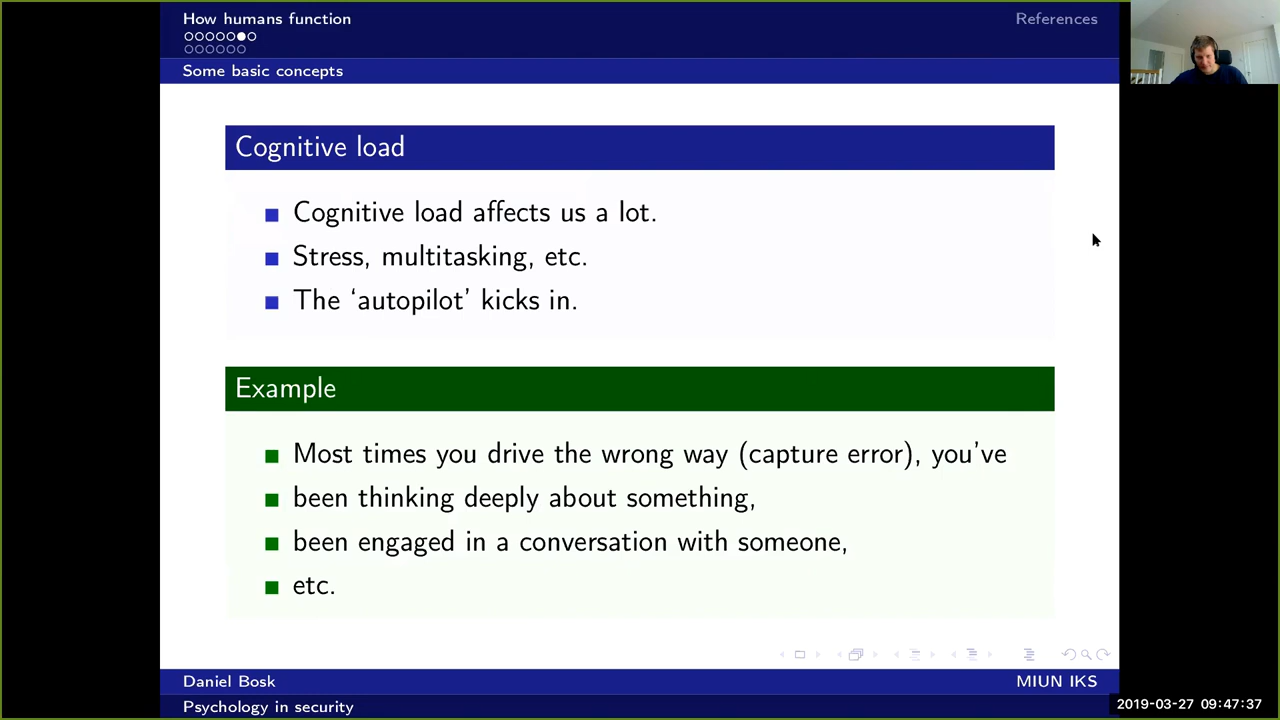 How humans function
References
Some basic concepts
Cognitive load
Cognitive load affects us a lot.
Stress, multitasking, etc.
The ‘autopilot’ kicks in.
Example
Most times you drive the wrong way (capture error), you’ve
been thinking deeply about something,
been engaged in a conversation with someone,
etc.
Daniel Bosk
MIUN IKS
Psychology in security
2019-03-27 09:47:37